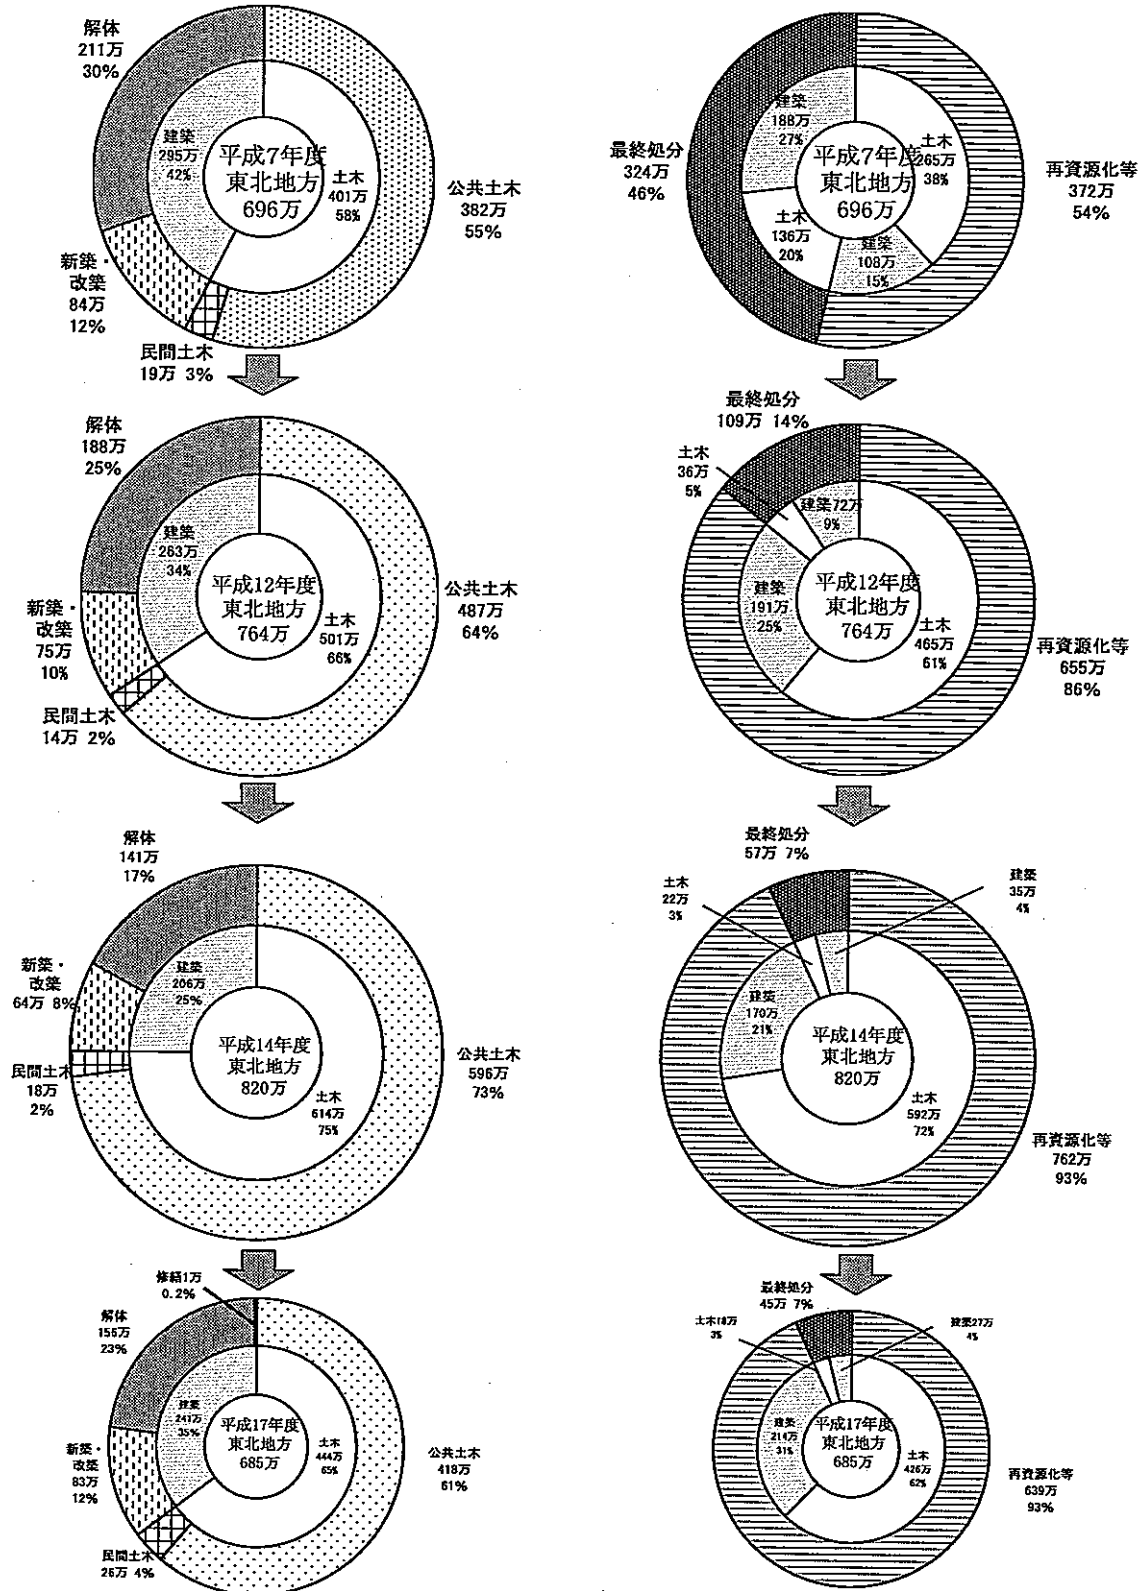 解体
211万
30%
建築
295万
42%
平成7年度
東北地方
696万
土木
401万
58%
公共土木
382万
55%
新築・
改築
84万
12%
民間土木
19万 3%
最終処分
324万
46%
建築
188万
27%
平成7年度
東北地方
696万
土木
265万
38%
土木
136万
20%
建築
108万
15%
再資源化等
372万
54%
解体
188万
25%
建築
263万
34%
平成12年度
東北地方
764万
土木
501万
66%
公共土木
487万
64%
新築・
改築
75万
10%
民間土木
14万 2%
最終処分
109万 14%
土木
36万
5%
建築72万
9%
建築
191万
25%
平成12年度
東北地方
764万
土木
465万
61%
再資源化等
655万
86%
解体
141万
17%
建築
206万
25%
新築・
改築
64万 8%
平成14年度
東北地方
820万
民間土木
18万
2%
土木
614万
75%
公共土木
596万
73%
最終処分
57万 7%
土木
22万
3%
建築
35万
4%
建築
170万
21%
平成14年度
東北地方
820万
土木
592万
72%
再資源化等
762万
93%
修繕1万
0.2%
解体
156万
23%
建築
241万
35%
平成17年度
東北地方
685万
土木
444万
65%
公共土木
418万
61%
新築・
改築
83万
12%
民間土木
26万 4%
最終処分
45万 7%
土木18万
3%
建築27万
4%
建築
214万
31%
平成17年度
東北地方
685万
土木
426万
62%
再資源化等
639万
93%